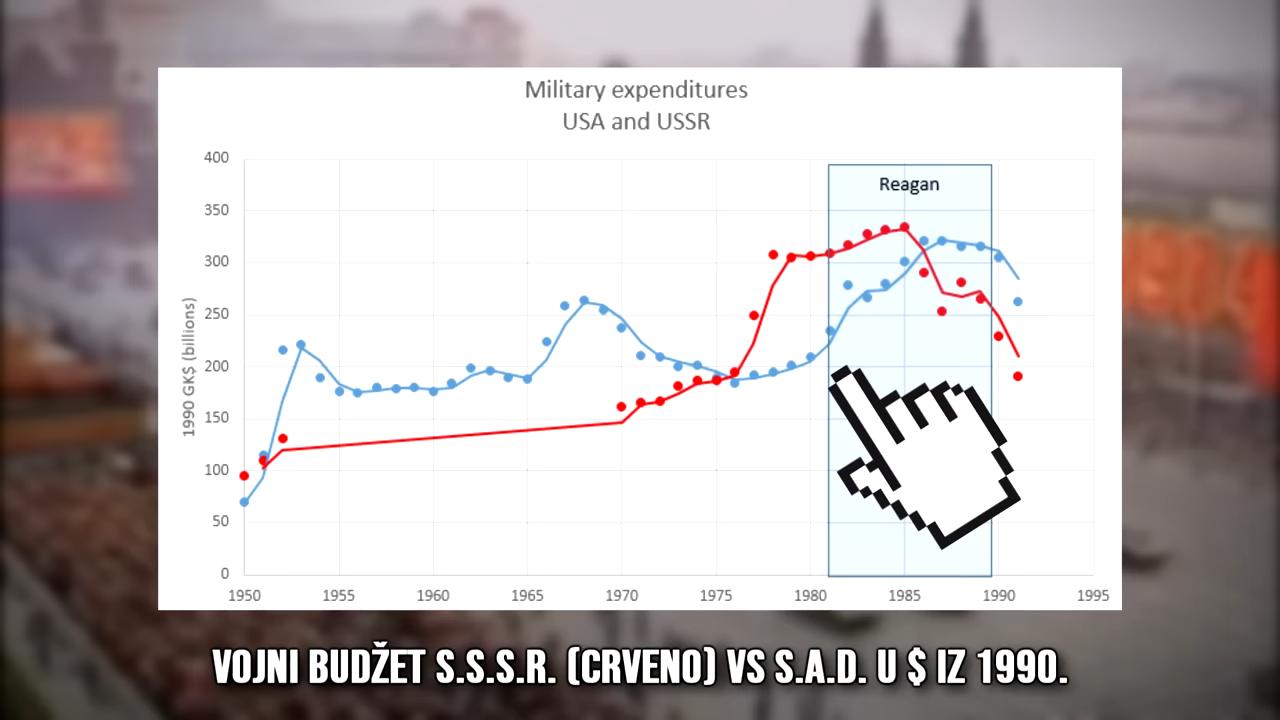 Military expenditures
USA and USSR
400
350
300
250
200
150
100
50
0
1990 GK$ (billions)
Reagan
1950 1955 1960 1965 1970 1975 1980 1985 1990 1995
VOJNI BUDŽET S.S.S.R. (CRVENO) VS S.A.D. U $ IZ 1990.